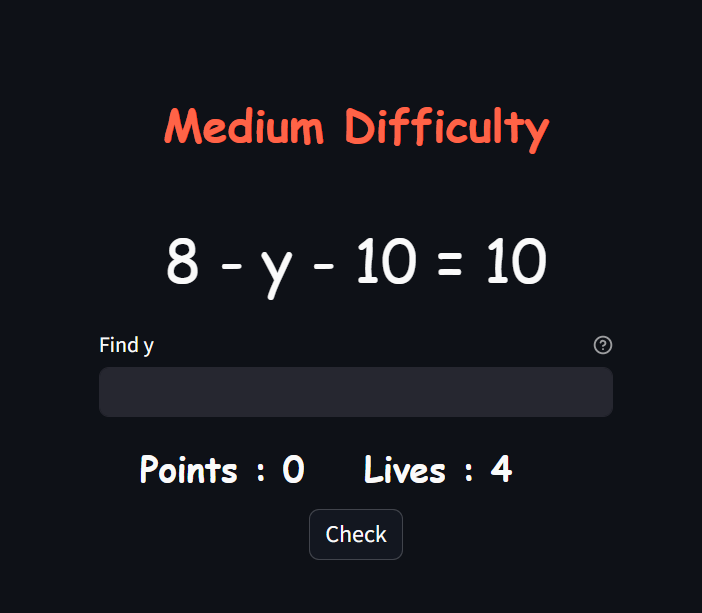 Medium Difficulty
8 - y - 10 = 10
Find y
Points : 0 Lives : 4
Check